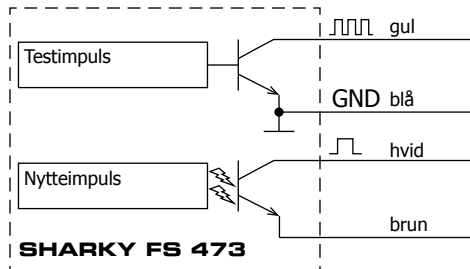 gul
Testimpuls
GND blå
hvid
Nytteimpuls
brun
SHARKY FS 473